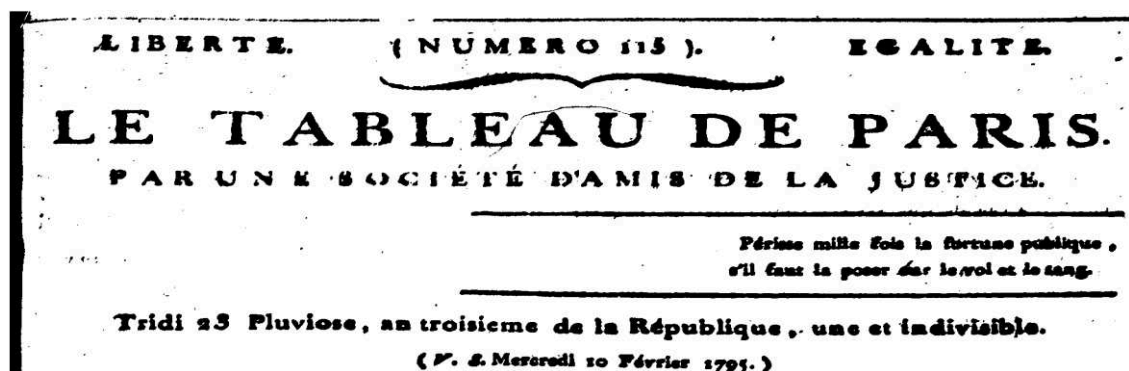 LIBERTE. ( NUMERO 115 ). EGALITE.
LE TABLEAU DE PARIS.
PAR UNE SOCIÉTÉ D'AMIS DE LA JUSTICE.
Périsse mille fois la fortune publique,
s'il faut la poser sur le vol et le sang.
Tridi 23 Pluviose, an troisieme de la République, une et indivisible.
( V. S. Mercredi 10 Février 1795. )